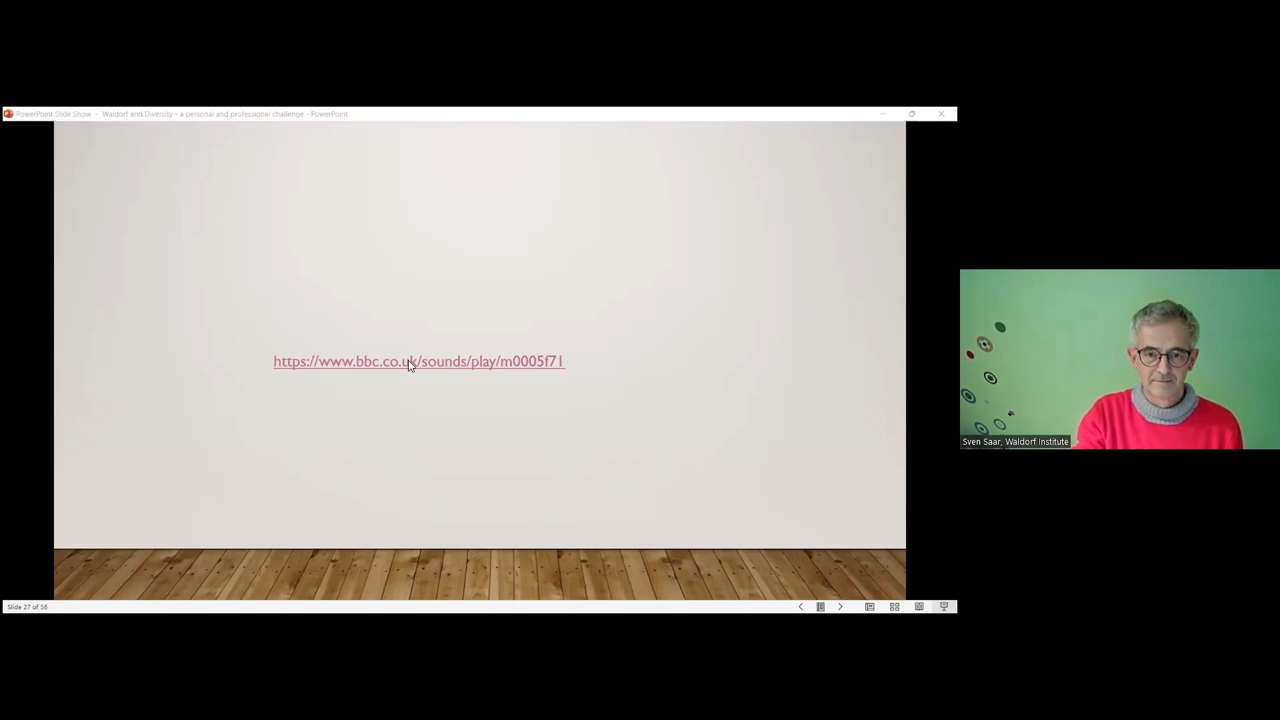 PowerPoint Slide Show - Waldorf and Diversity - a personal and professional challenge - PowerPoint
https://www.bbc.co.uk/sounds/play/m0005f71
Sven Saar, Waldorf Institute
Slide 27 of 56